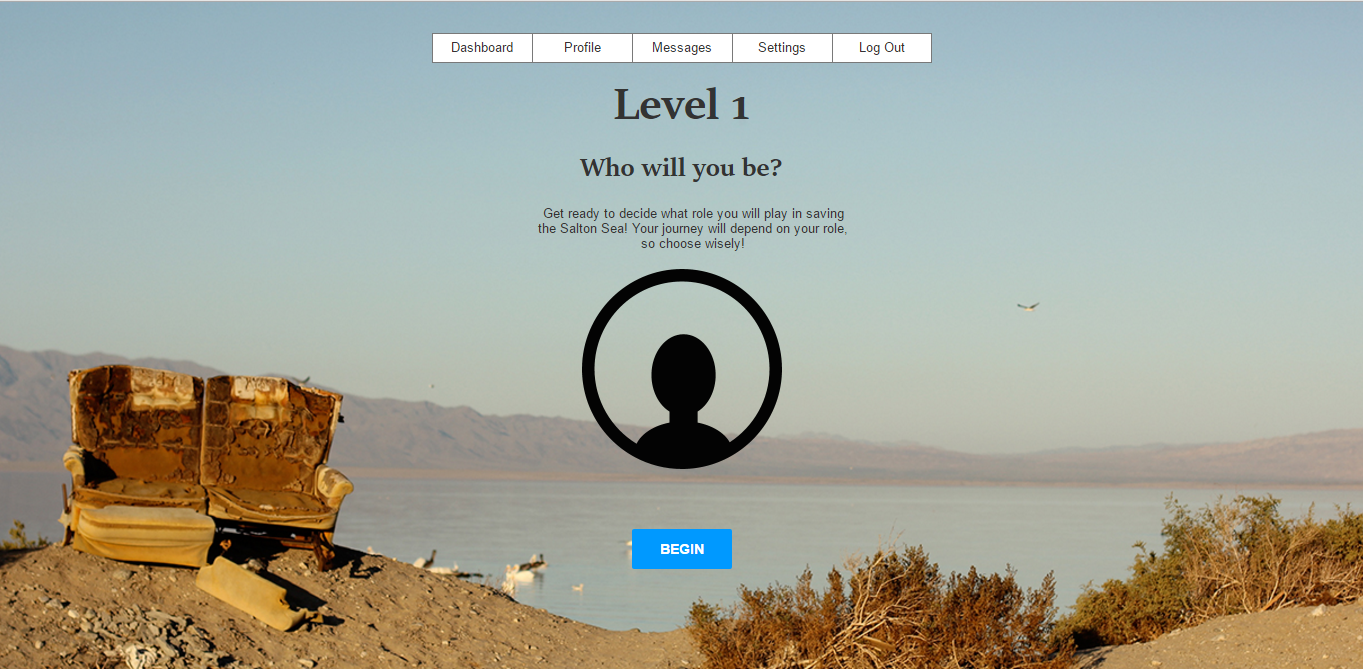 Dashboard Profile Messages Settings Log Out
Level 1
Who will you be?
Get ready to decide what role you will play in saving
the Salton Sea! Your journey will depend on your role,
so choose wisely!
BEGIN